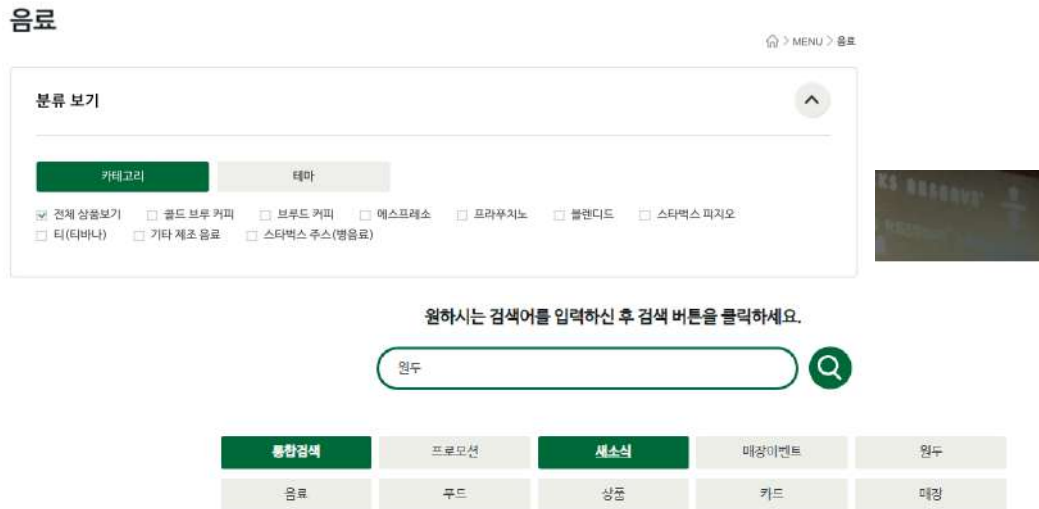 음료
> MENU > 음료
분류 보기
카테고리 테마
전체 상품보기 콜드 브루 커피 브루드 커피 에스프레소 프라푸치노 블렌디드 스타벅스 피지오
티(티바나) 기타 제조 음료 스타벅스 주스(병음료)
KS RESERVE
원하시는 검색어를 입력하신 후 검색 버튼을 클릭하세요.
원두
통합검색 프로모션 새소식 매장이벤트 원두
음료 푸드 상품 카드 매장